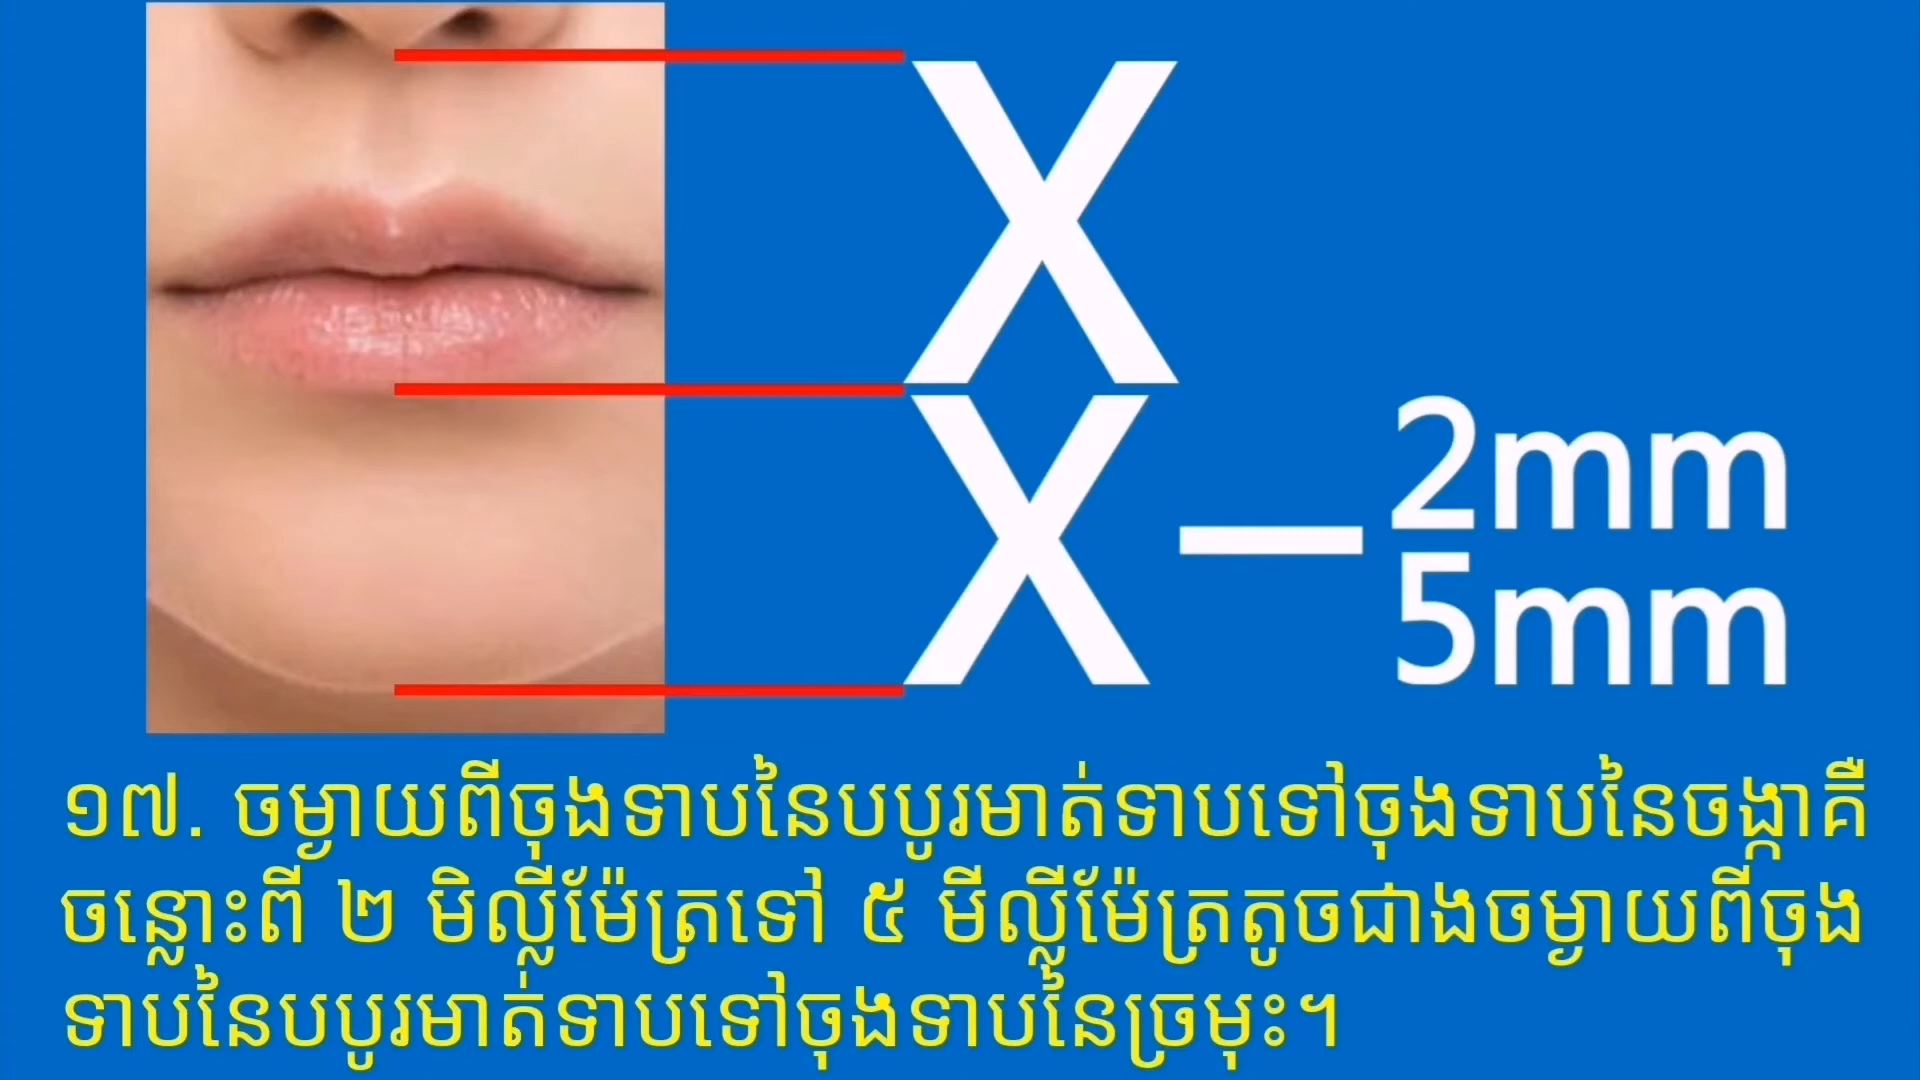 X
X — 2mm
5mm
១៧. ចម្ងាយពីចុងទាបនៃបបូរមាត់ទាបទៅចុងទាបនៃចង្កាគឺ
ចន្លោះពី ២ មិល្លីម៉ែត្រទៅ ៥ មីល្លីម៉ែត្រតូចជាងចម្ងាយពីចុង
ទាបនៃបបូរមាត់ទាបទៅចុងទាបនៃច្រមុះ។